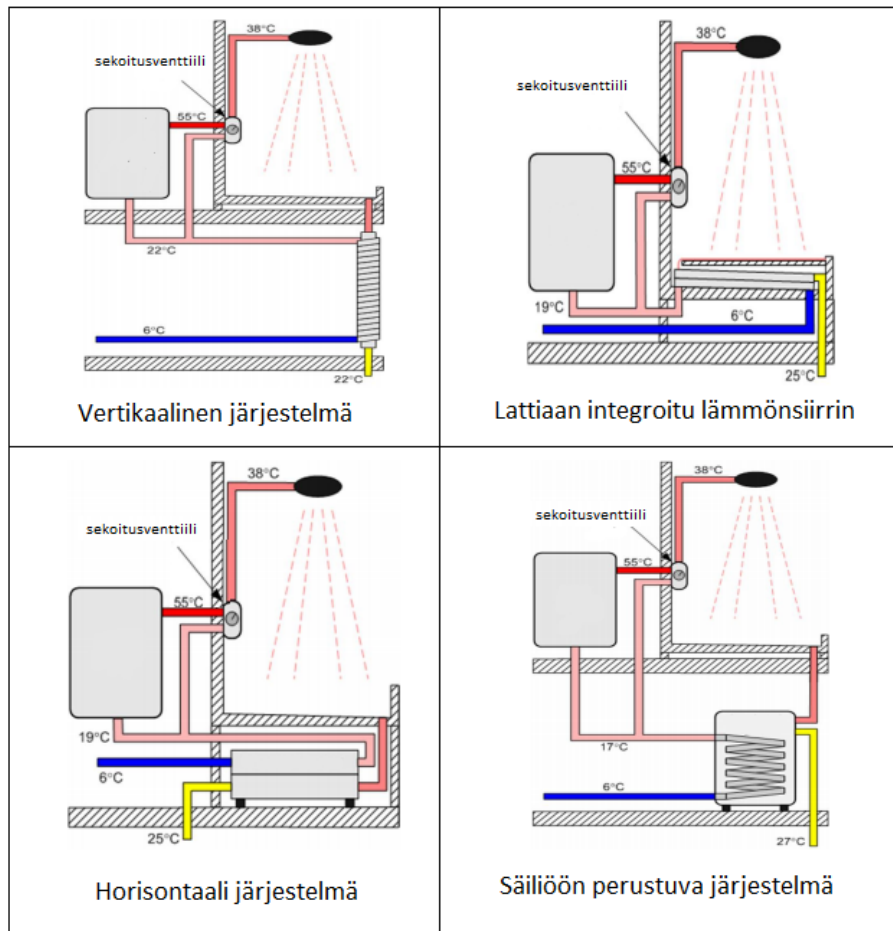 38°C
sekoitusventtiili
55°C
22°C
6°C
22°C
Vertikaalinen järjestelmä
38°C
sekoitusventtiili
55°C
19°C
6°C
25°C
Lattiaan integroitu lämmönsiirrin
38°C
sekoitusventtiili
55°C
19°C
6°C
25°C
Horisontaali järjestelmä
38°C
sekoitusventtiili
55°C
17°C
6°C
27°C
Säiliöön perustuva järjestelmä